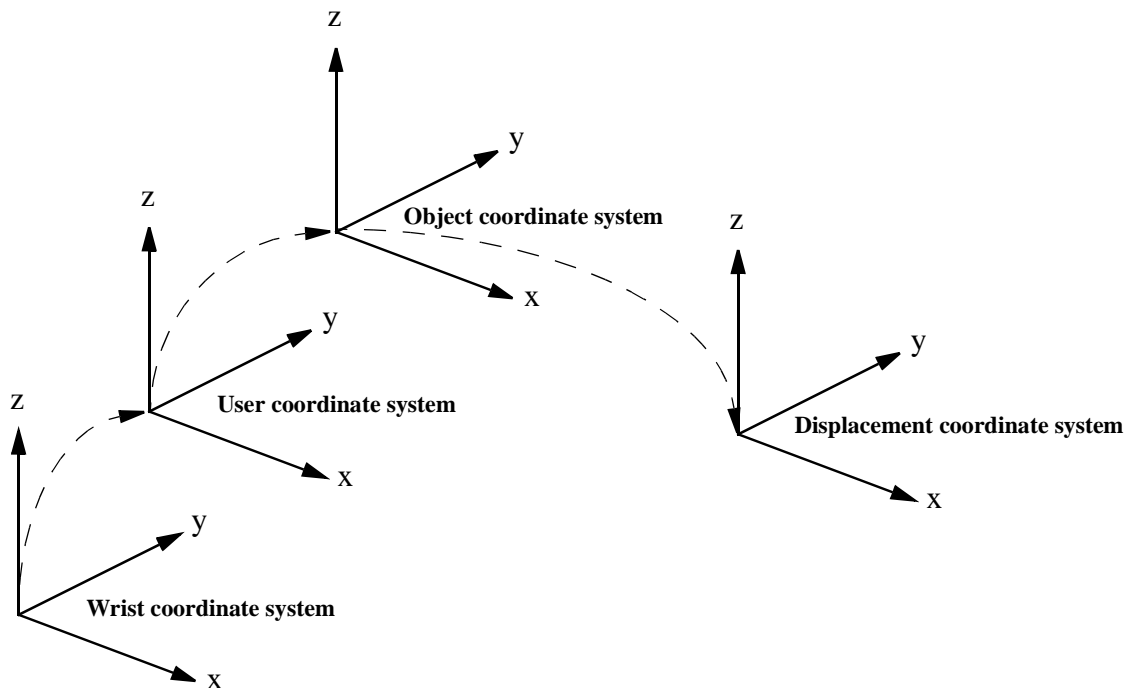 z
y
Object coordinate system
x
z
y
User coordinate system
x
z
y
Displacement coordinate system
x
z
y
Wrist coordinate system
x